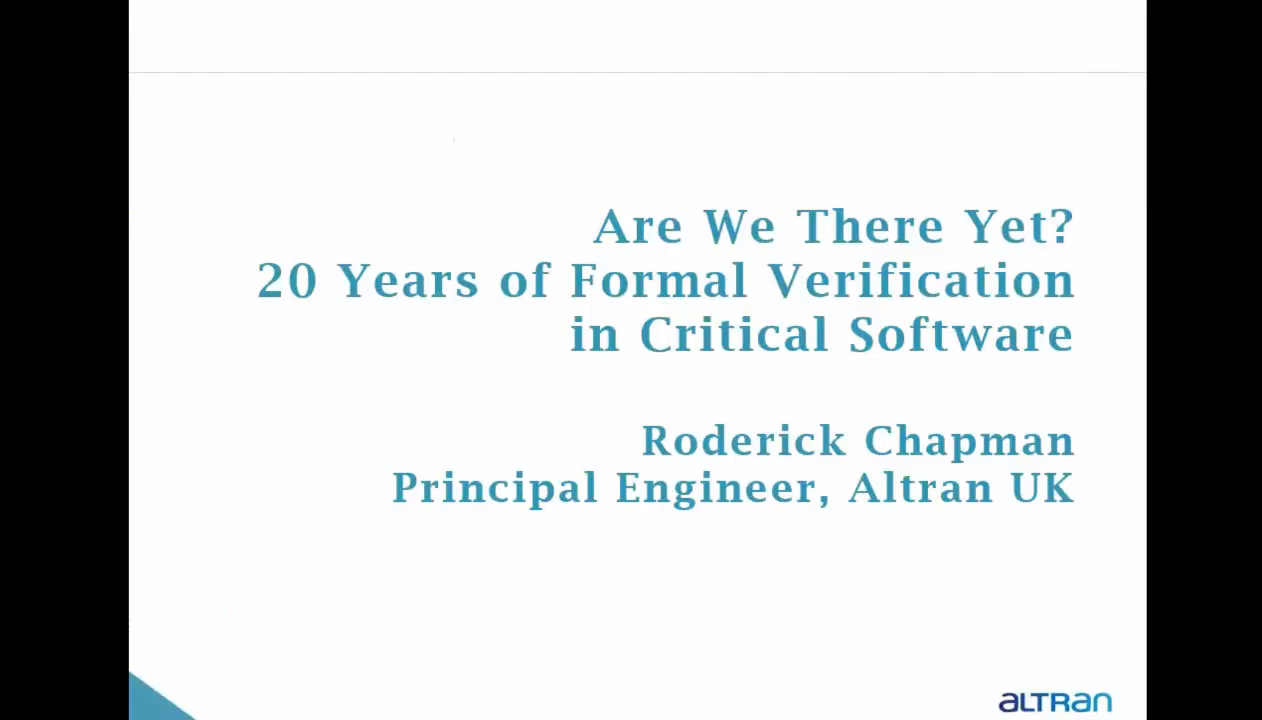 Are We There Yet?
20 Years of Formal Verification
in Critical Software
Roderick Chapman
Principal Engineer, Altran UK
ALTRAN